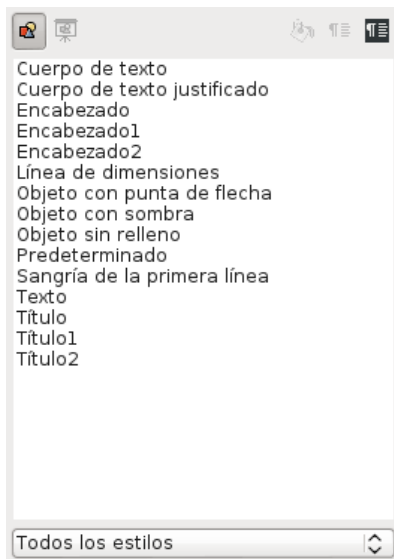 Cuerpo de texto
Cuerpo de texto justificado
Encabezado
Encabezado1
Encabezado2
Línea de dimensiones
Objeto con punta de flecha
Objeto con sombra
Objeto sin relleno
Predeterminado
Sangría de la primera línea
Texto
Título
Título1
Título2
Todos los estilos